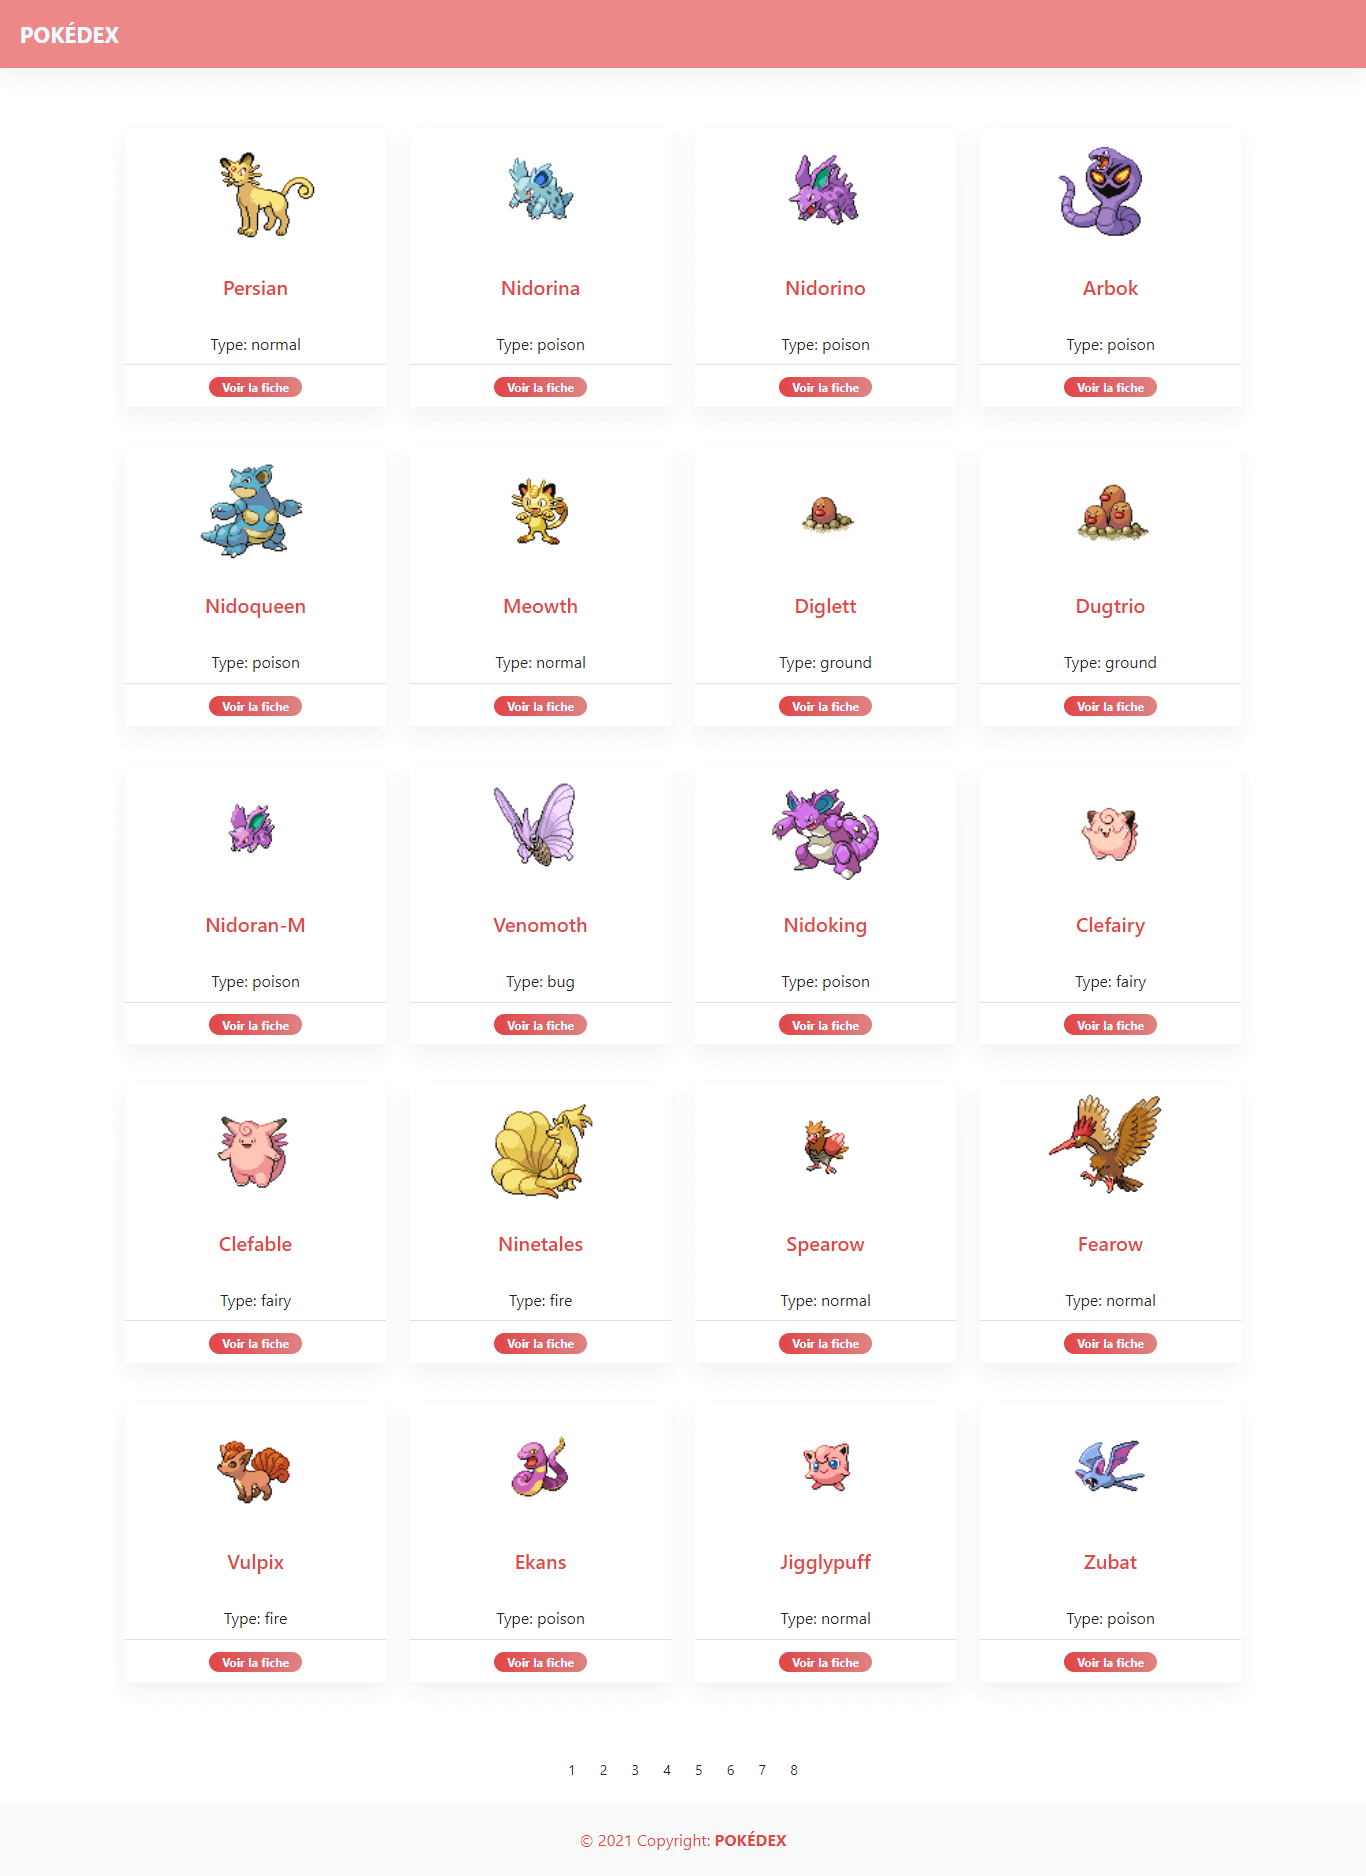 POKÉDEX
Persian Nidorina Nidorino Arbok
Type: normal Type: poison Type: poison Type: poison
Voir la fiche Voir la fiche Voir la fiche Voir la fiche
Nidoqueen Meowth Diglett Dugtrio
Type: poison Type: normal Type: ground Type: ground
Voir la fiche Voir la fiche Voir la fiche Voir la fiche
Nidoran-M Venomoth Nidoking Clefairy
Type: poison Type: bug Type: poison Type: fairy
Voir la fiche Voir la fiche Voir la fiche Voir la fiche
Clefable Ninetales Spearow Fearow
Type: fairy Type: fire Type: normal Type: normal
Voir la fiche Voir la fiche Voir la fiche Voir la fiche
Vulpix Ekans Jigglypuff Zubat
Type: fire Type: poison Type: normal Type: poison
Voir la fiche Voir la fiche Voir la fiche Voir la fiche
1 2 3 4 5 6 7 8
© 2021 Copyright: POKÉDEX